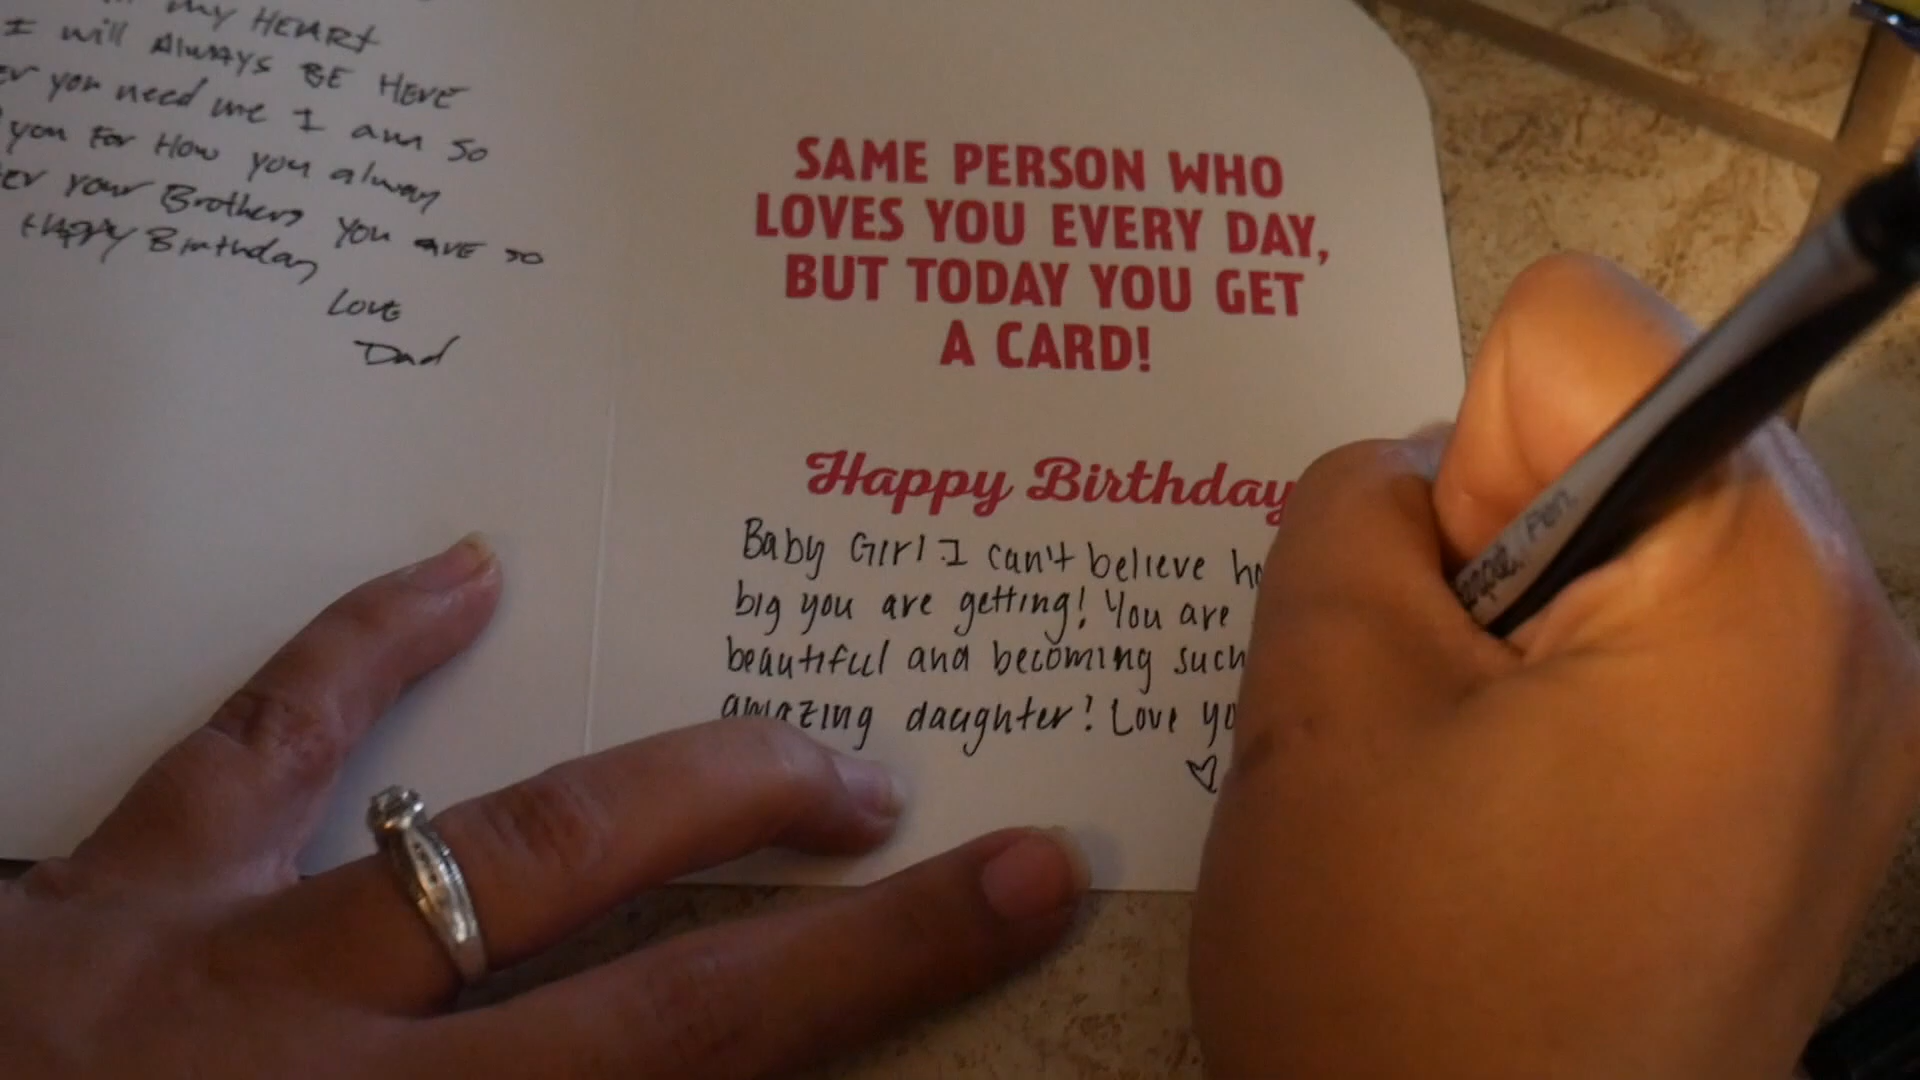 my HEART
I will AlwAYS BE HERE
you need me I am so
you For How you alway
your Brothers you are so
Happy Birthday
Love
Dad
SAME PERSON WHO
LOVES YOU EVERY DAY,
BUT TODAY YOU GET
A CARD!
Happy Birthday
Baby Girl. I can't believe
big you are getting! You are
beautiful and becoming such
amazing daughter! Love
Pen